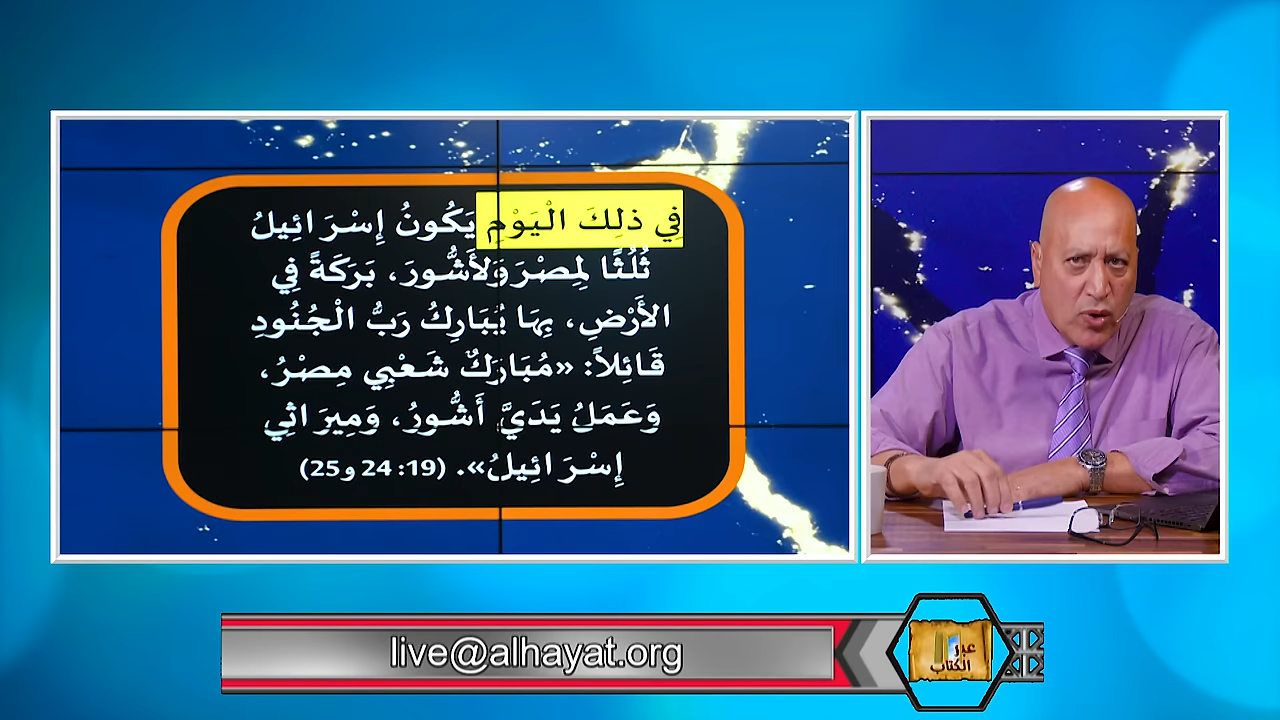 فِي ذلِكَ الْيَوْمِ يَكُونُ إِسْرَائِيلُ
ثُلُثًا لِمِصْرَ وَلأَشُّورَ، بَرَكَةً فِي
الأَرْضِ، بِهَا يُبَارِكُ رَبُّ الْجُنُودِ
قَائِلاً: «مُبَارَكٌ شَعْبِي مِصْرُ،
وَعَمَلُ يَدَيَّ أَشُّورُ، وَمِيرَاثِي
إِسْرَائِيلُ». (19: 24 و25)
live@alhayat.org
عبر
الكتاب